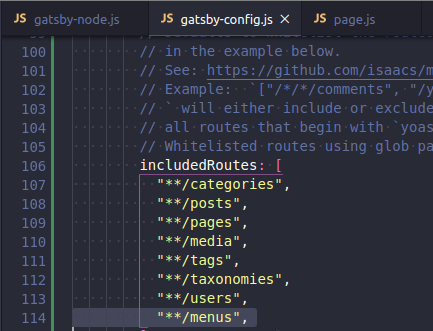 gatsby-node.js
gatsby-config.js
page.js
100 // in the example below.
101 // See: https://github.com/isaacs/m
102 // Example: `["/*/*/comments", "/y
103 // ` will either include or exclude
104 // all routes that begin with `yoas
105 // Whitelisted routes using glob pa
106 includedRoutes: [
107 "**/categories",
108 "**/posts",
109 "**/pages",
110 "**/media",
111 "**/tags",
112 "**/taxonomies",
113 "**/users",
114 "**/menus",